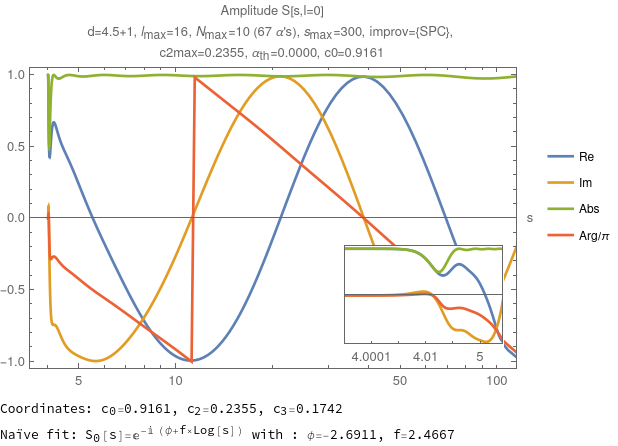 Amplitude S[s,l=0]
d=4.5+1, lmax=16, Nmax=10 (67 α's), smax=300, improv={SPC},
c2max=0.2355, αth=0.0000, c0=0.9161
1.0
0.5
0.0
−0.5
−1.0
s
5
10
50
100
4.0001
4.01
5
Re
Im
Abs
Arg/π
Coordinates: c0=0.9161, c2=0.2355, c3=0.1742
Naïve fit: S0[s]=e^-i (ϕ+f×Log[s]) with : ϕ=-2.6911, f=2.4667